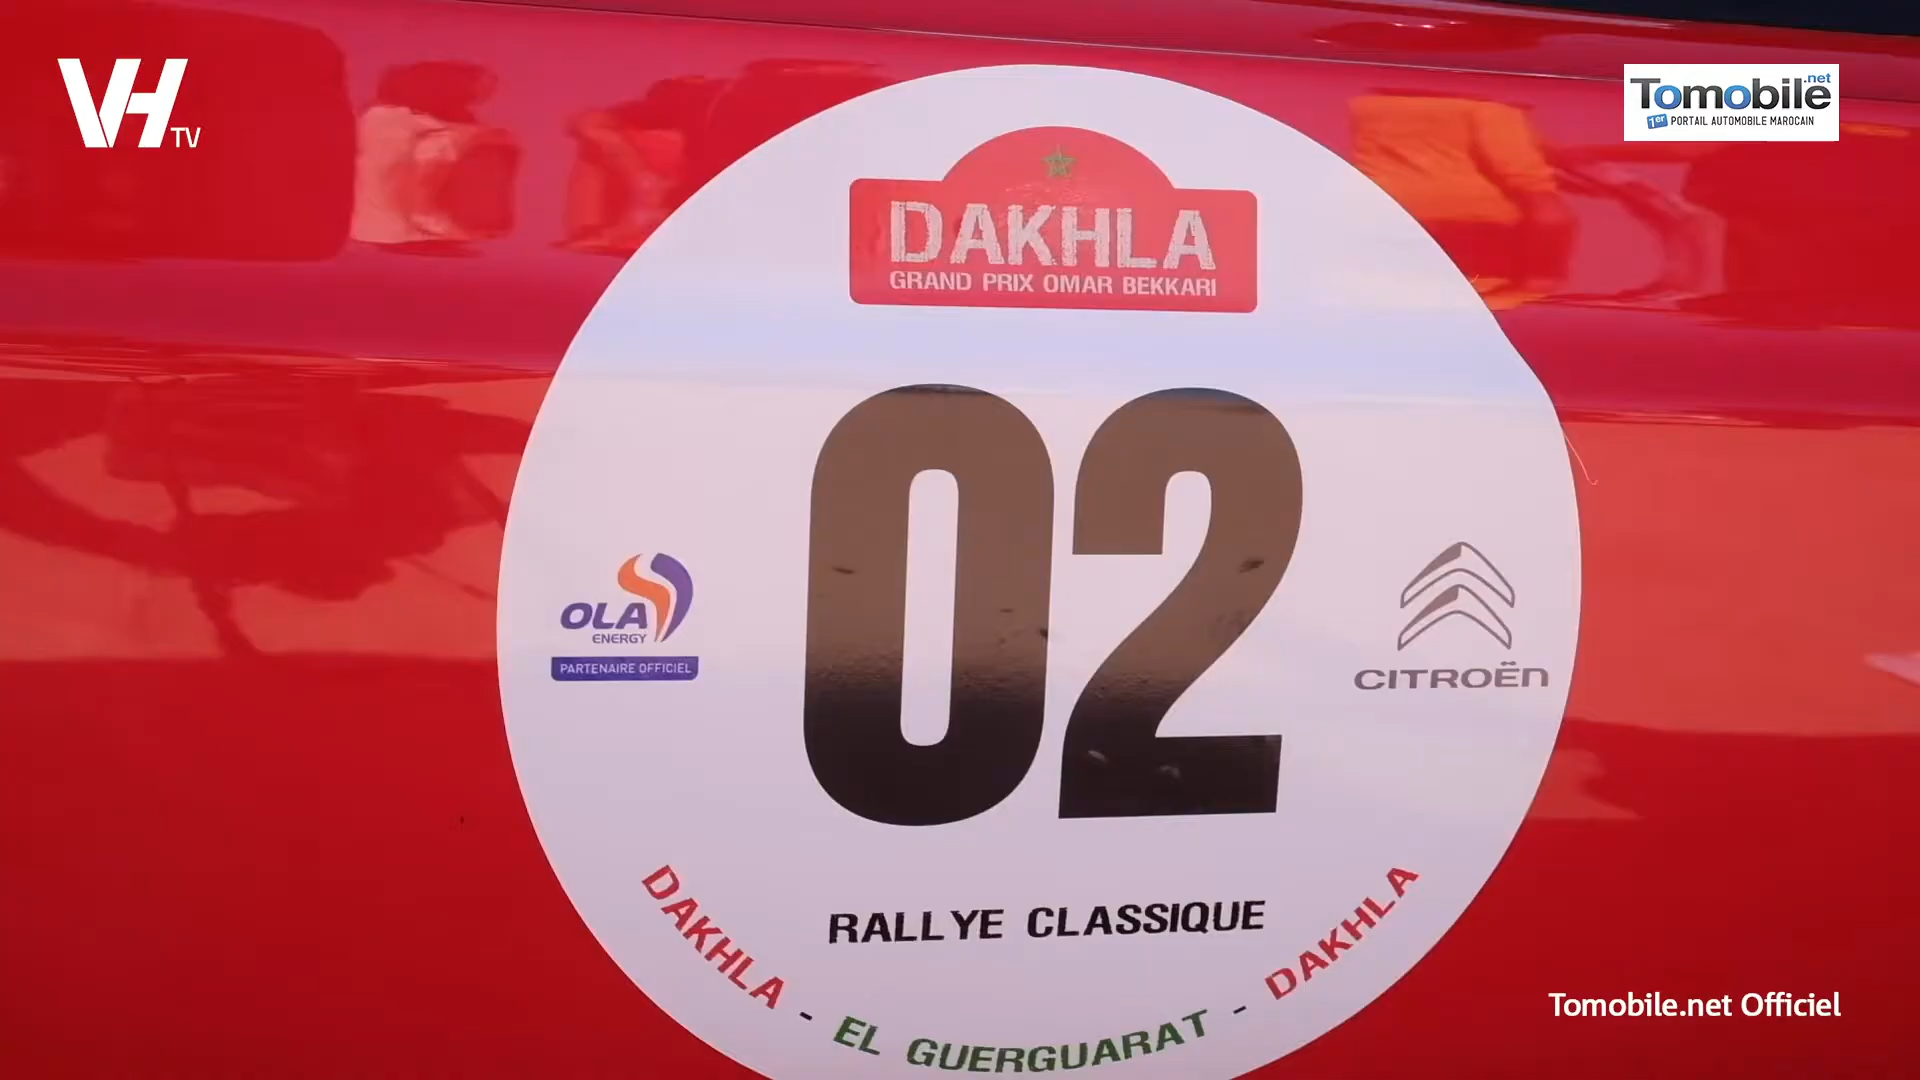 VH TV
Tomobile.net
1er PORTAIL AUTOMOBILE MAROCAIN
DAKHLA
GRAND PRIX OMAR BEKKARI
02
OLA
ENERGY
PARTENAIRE OFFICIEL
CITROËN
RALLYE CLASSIQUE
DAKHLA - EL GUERGUARAT - DAKHLA
Tomobile.net Officiel